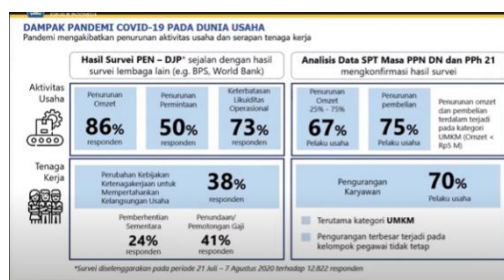 DAMPAK PANDEMI COVID-19 PADA DUNIA USAHA
Pandemi mengakibatkan penurunan aktivitas usaha dan serapan tenaga kerja
Hasil Survei PEN – DJP* sejalan dengan hasil
survei lembaga lain (e.g. BPS, World Bank)
Analisis Data SPT Masa PPN DN dan PPh 21
mengkonfirmasi hasil survei
Aktivitas
Usaha
Penurunan
Omzet
86%
responden
Penurunan
Permintaan
50%
responden
Keterbatasan
Likuiditas
Operasional
73%
responden
Penurunan
Omzet
25% - 75%
67%
Pelaku usaha
Penurunan
pembelian
75%
Pelaku usaha
Penurunan omzet
dan pembelian
terdalam terjadi
pada kategori
UMKM (Omzet <
Rp5 M)
Tenaga
Kerja
Perubahan Kebijakan
Ketenagakerjaan untuk
Mempertahankan
Kelangsungan Usaha
38%
responden
Pemberhentian
Sementara
24%
responden
Penundaan/
Pemotongan Gaji
41%
responden
Pengurangan
Karyawan
70%
Pelaku usaha
Terutama kategori UMKM
Pengurangan terbesar terjadi pada
kelompok pegawai tidak tetap
*Survei diselenggarakan pada periode 21 Juli – 7 Agustus 2020 terhadap 12.822 responden